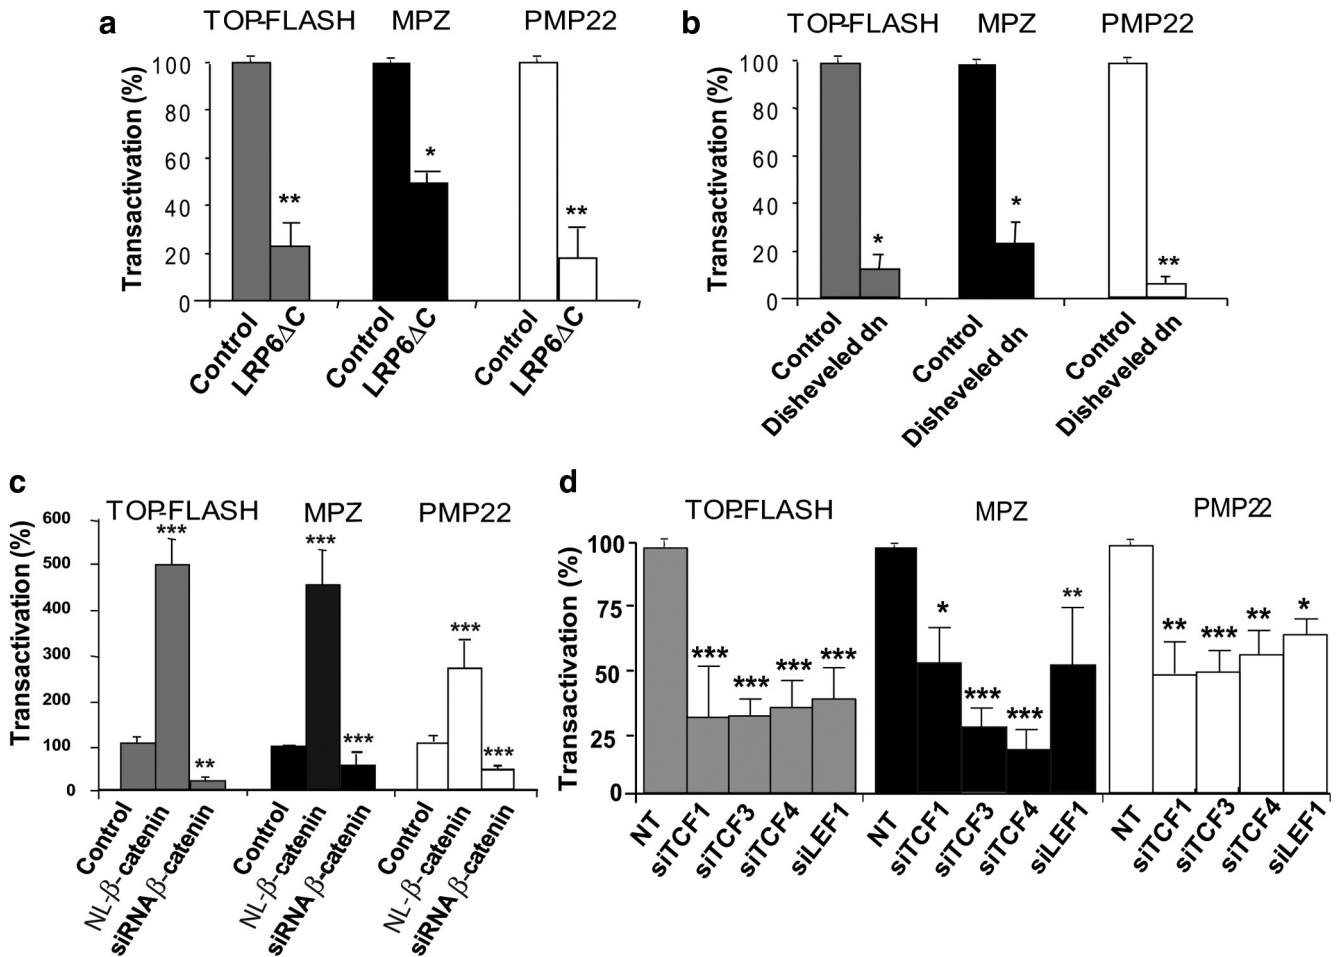 a
TOP-FLASH MPZ PMP22
Transactivation (%)
100
80
60
40
20
0
**
*
**
Control
LRP6ΔC
Control
LRP6ΔC
Control
LRP6ΔC
b
TOP-FLASH MPZ PMP22
Transactivation (%)
100
80
60
40
20
0
*
*
**
Control
Disheveled dn
Control
Disheveled dn
Control
Disheveled dn
c
TOP-FLASH MPZ PMP22
Transactivation (%)
600
500
400
300
200
100
0
***
**
***
***
***
***
Control
NL-β-catenin
siRNA β-catenin
Control
NL-β-catenin
siRNA β-catenin
Control
NL-β-catenin
siRNA β-catenin
d
TOP-FLASH MPZ PMP22
Transactivation (%)
100
75
50
25
0
***
***
***
***
*
***
***
**
**
***
**
*
NT
siTCF1
siTCF3
siTCF4
siLEF1
NT
siTCF1
siTCF3
siTCF4
siLEF1
NT
siTCF1
siTCF3
siTCF4
siLEF1